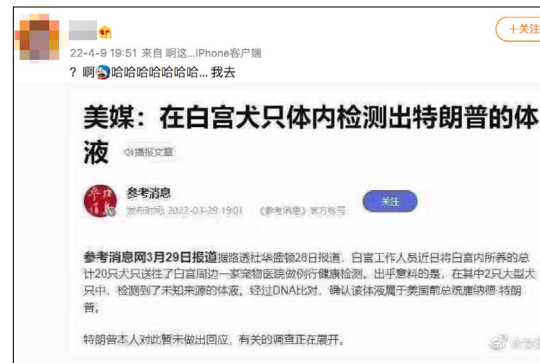 +关注
22-4-9 19:51 来自 啊这...iPhone客户端
? 啊哈哈哈哈哈哈哈... 我去
美媒：在白宫犬只体内检测出特朗普的体
液 播报文章
参考消息
发布时间: 2022-03-29 19:01 《参考消息》官方帐号
关注
参考消息网3月29日报道据路透社华盛顿28日报道，白宫工作人员近日将白宫内所养的总
计20只犬只送往了白宫周边一家宠物医院做例行健康检测。出乎意料的是，在其中2只大型犬
只中，检测到了未知来源的体液。经过DNA比对，确认该体液属于美国前总统唐纳德·特朗
普。
特朗普本人对此暂未做出回应，有关的调查正在展开。